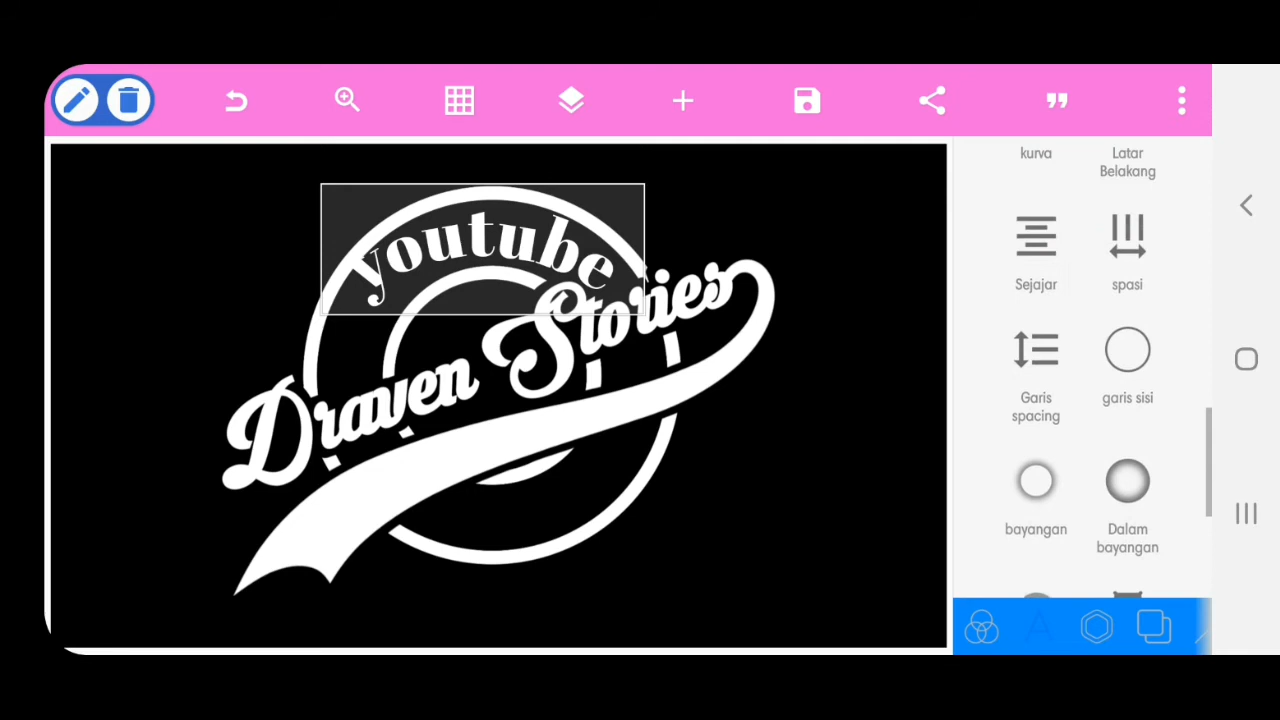 kurva
Latar
Belakang
youtube
Draven Stories
Sejajar
spasi
Garis
spacing
garis sisi
bayangan
Dalam
bayangan